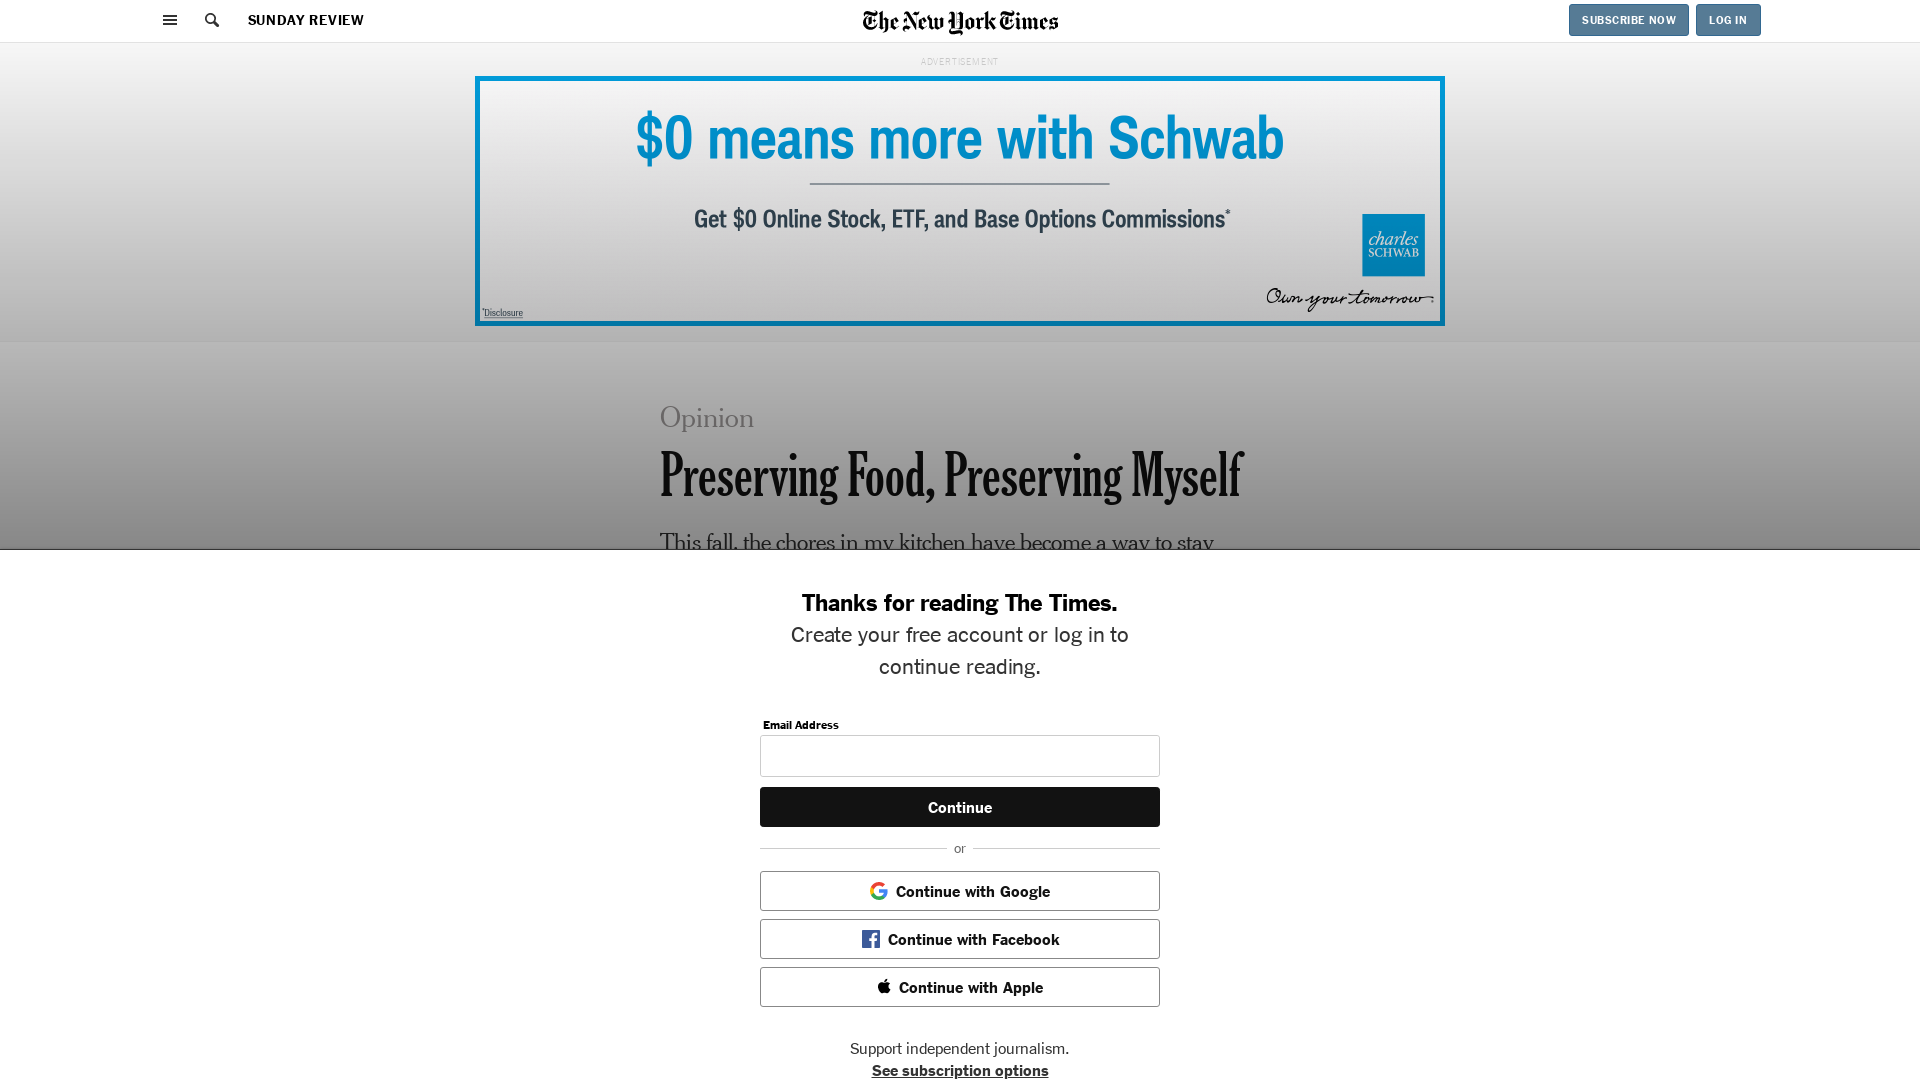 SUNDAY REVIEW
The New York Times
SUBSCRIBE NOW
LOG IN
ADVERTISEMENT
$0 means more with Schwab
Get $0 Online Stock, ETF, and Base Options Commissions*
charles
SCHWAB
Own your tomorrow®
*Disclosure
Opinion
Preserving Food, Preserving Myself
This fall, the chores in my kitchen have become a way to stay
Thanks for reading The Times.
Create your free account or log in to
continue reading.
Email Address
Continue
or
Continue with Google
Continue with Facebook
Continue with Apple
Support independent journalism.
See subscription options